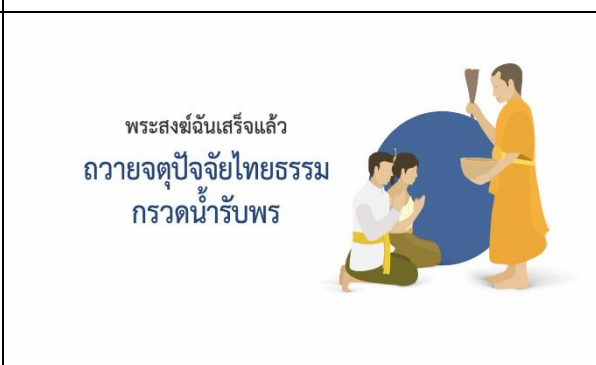 พระสงฆ์ฉันเสร็จแล้ว
ถวายจตุปัจจัยไทยธรรม
กรวดน้ำรับพร